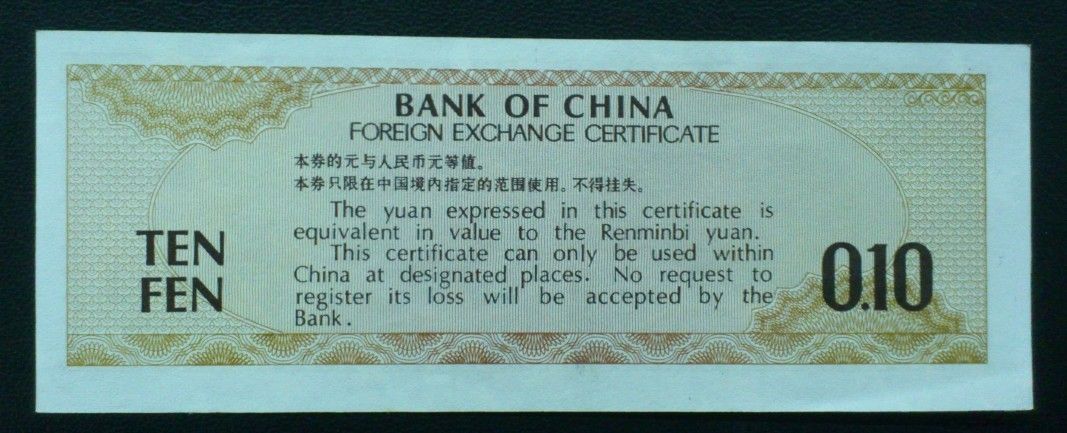 BANK OF CHINA
FOREIGN EXCHANGE CERTIFICATE
本券的元与人民币元等值。
本券只限在中国境内指定的范围使用。不得挂失。
The yuan expressed in this certificate is
equivalent in value to the Renminbi yuan.
This certificate can only be used within
China at designated places. No request to
register its loss will be accepted by the
Bank.
TEN
FEN
0.10